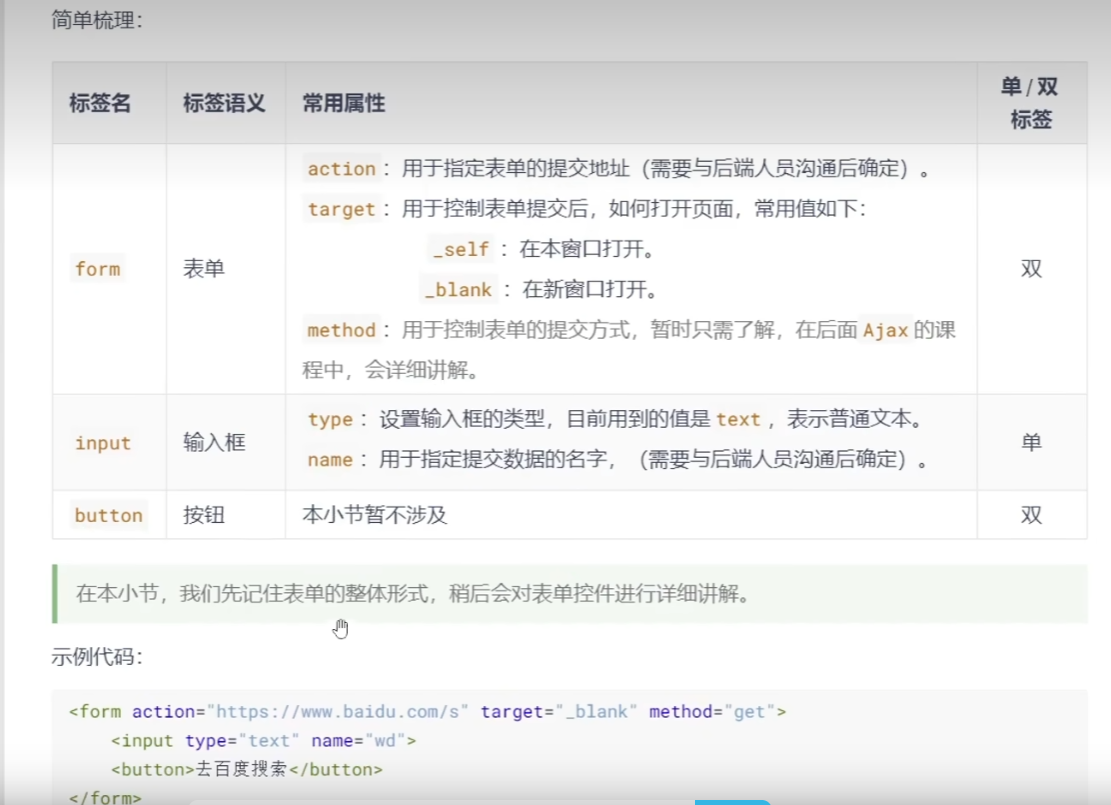 简单梳理：
标签名 标签语义 常用属性 单 / 双
标签
form 表单 action： 用于指定表单的提交地址（需要与后端人员沟通后确定）。
target： 用于控制表单提交后，如何打开页面，常用值如下：
_self： 在本窗口打开。
_blank： 在新窗口打开。
method： 用于控制表单的提交方式，暂时只需了解，在后面 Ajax 的课
程中，会详细讲解。
双
input 输入框 type： 设置输入框的类型，目前用到的值是 text ，表示普通文本。
name： 用于指定提交数据的名字，（需要与后端人员沟通后确定）。
单
button 按钮 本小节暂不涉及 双
在本小节，我们先记住表单的整体形式，稍后会对表单控件进行详细讲解。
示例代码：
<form action="https://www.baidu.com/s" target="_blank" method="get">
<input type="text" name="wd">
<button>去百度搜索</button>
</form>